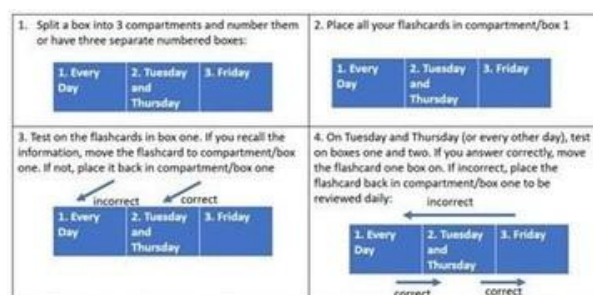 1. Split a box into 3 compartments and number them
or have three separate numbered boxes:
1. Every
Day
2. Tuesday
and
Thursday
3. Friday
2. Place all your flashcards in compartment/box 1
1. Every
Day
2. Tuesday
and
Thursday
3. Friday
3. Test on the flashcards in box one. If you recall the
information, move the flashcard to compartment/box
one. If not, place it back in compartment/box one
incorrect
correct
1. Every
Day
2. Tuesday
and
Thursday
3. Friday
4. On Tuesday and Thursday (or every other day), test
on boxes one and two. If you answer correctly, move
the flashcard one box on. If incorrect, place the
flashcard back in compartment/box one to be
reviewed daily:
incorrect
1. Every
Day
2. Tuesday
and
Thursday
3. Friday
correct
correct